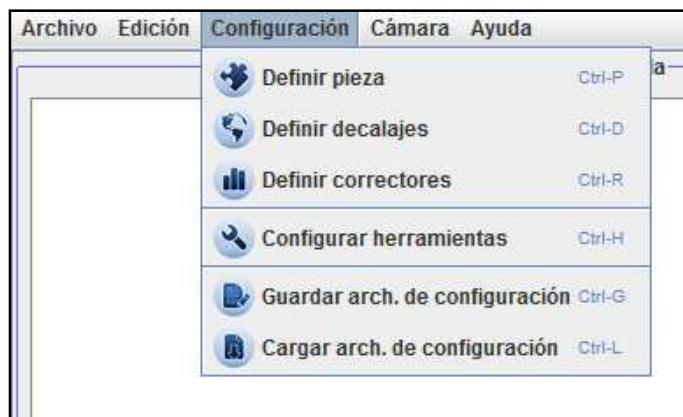 Archivo Edición Configuración Cámara Ayuda
Definir pieza Ctrl-P
Definir decalajes Ctrl-D
Definir correctores Ctrl-R
Configurar herramientas Ctrl-H
Guardar arch. de configuración Ctrl-G
Cargar arch. de configuración Ctrl-L